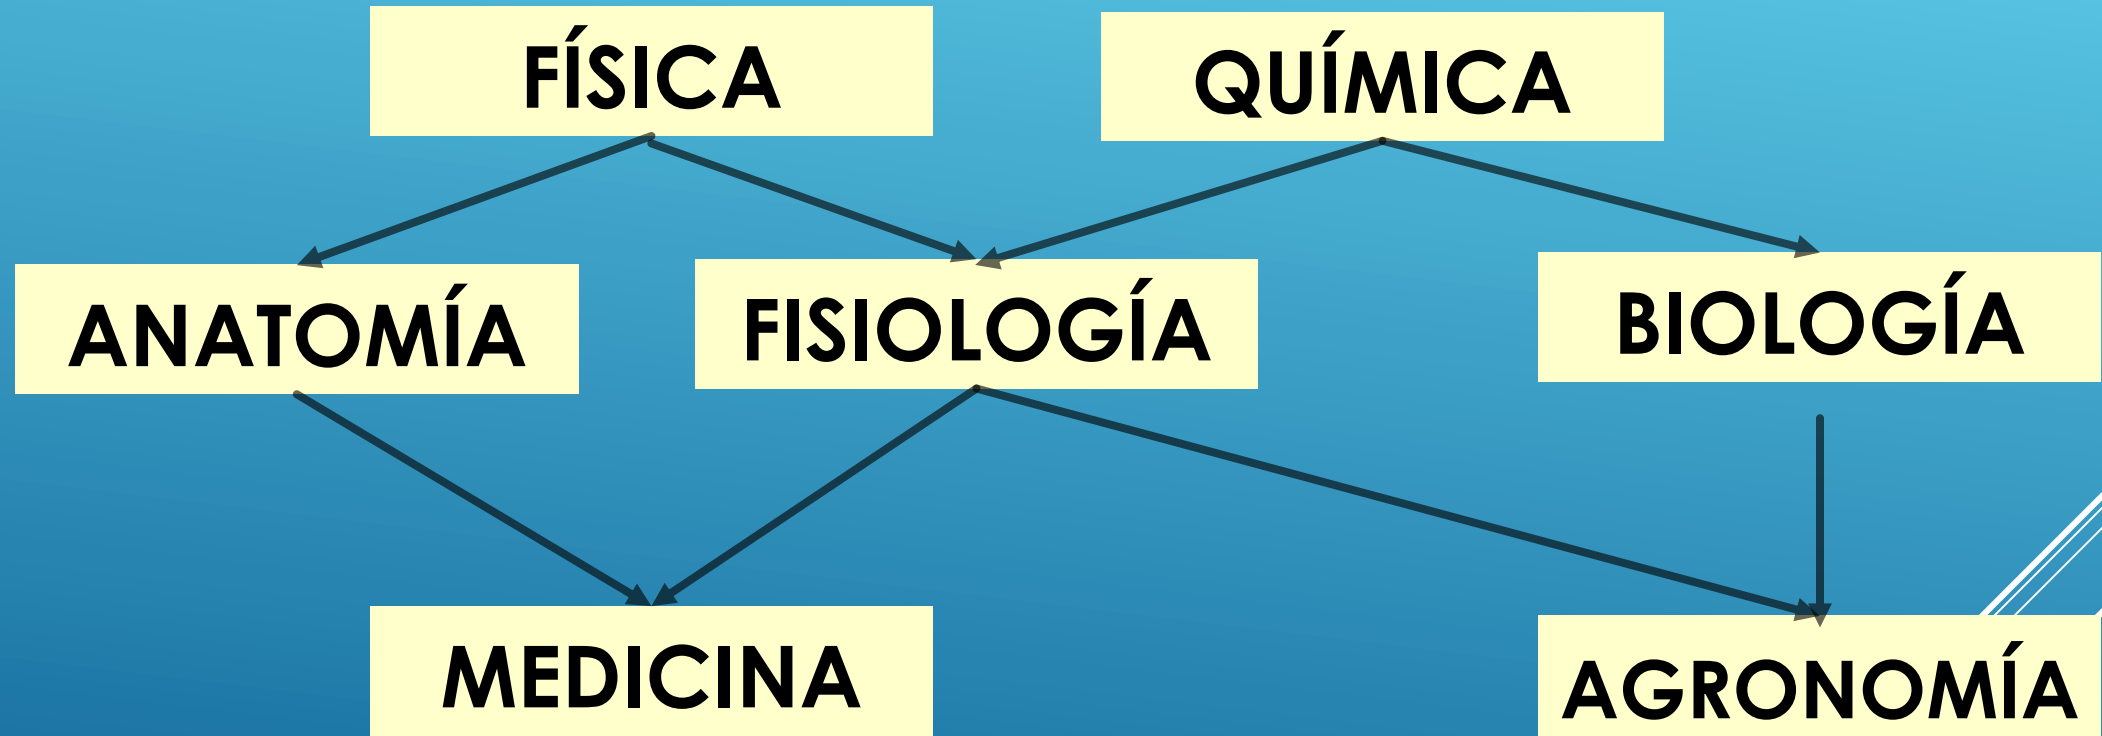 FÍSICA
QUÍMICA
ANATOMÍA
FISIOLOGÍA
BIOLOGÍA
MEDICINA
AGRONOMÍA